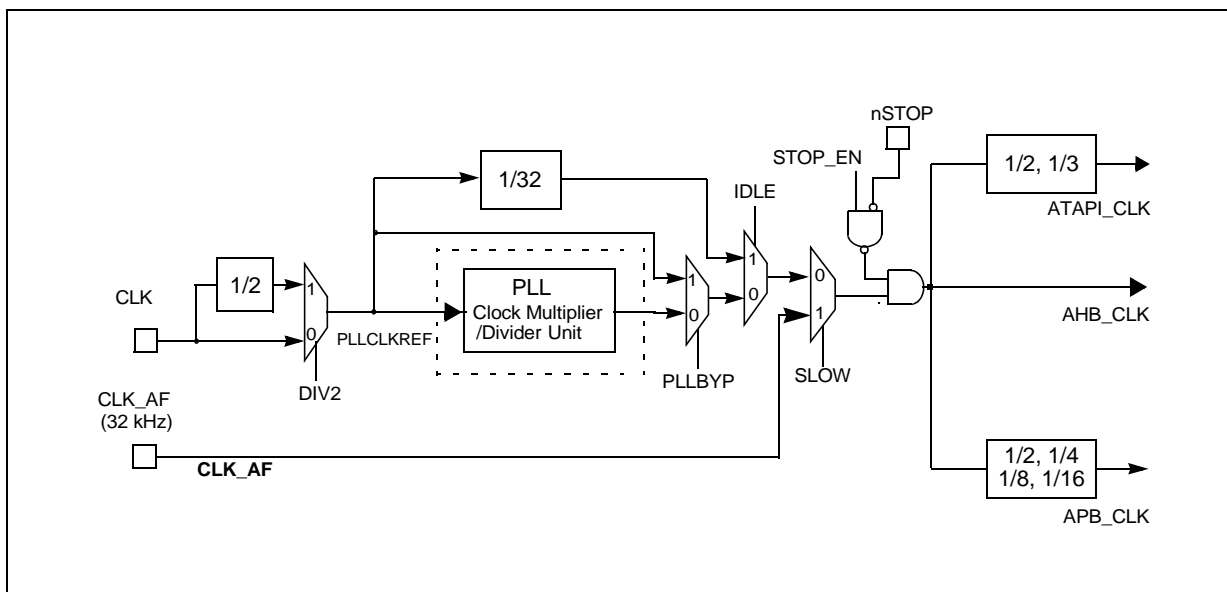 nSTOP
STOP_EN
1/2, 1/3
1/32
IDLE
ATAPI_CLK
1
0
1/2
1
CLK
PLL
Clock Multiplier
/Divider Unit
1
0
0
1
AHB_CLK
0
PLLCLKREF
DIV2
PLLBYP
SLOW
CLK_AF
(32 kHz)
CLK_AF
1/2, 1/4
1/8, 1/16
APB_CLK